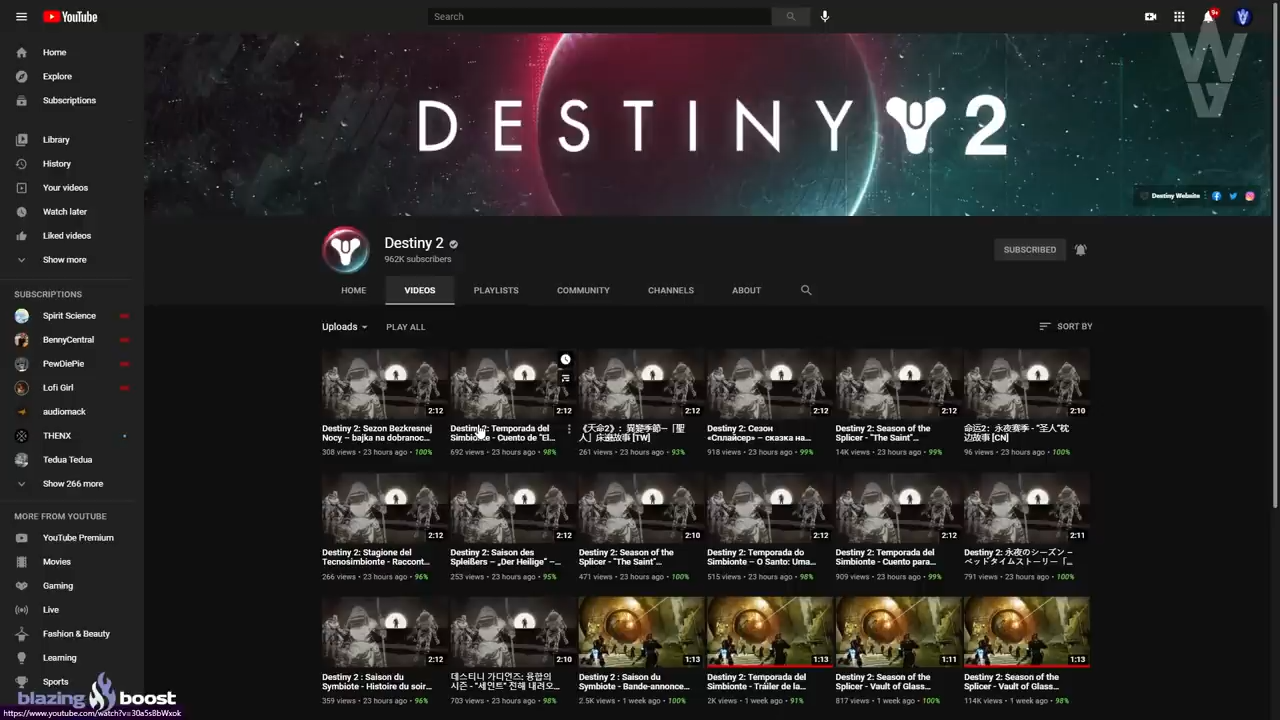 YouTube
Search
9+
Home
Explore
Subscriptions
Library
History
Your videos
Watch later
Liked videos
Show more
SUBSCRIPTIONS
Spirit Science
BennyCentral
PewDiePie
Lofi Girl
audiomack
THENX
Tedua Tedua
Show 266 more
MORE FROM YOUTUBE
YouTube Premium
Movies
Gaming
Live
Fashion & Beauty
Learning
Sports
blazing boost
https://www.youtube.com/watch?v=30a5sBbWxok
WG
DESTINY 2
Destiny Website
Destiny 2
962K subscribers
SUBSCRIBED
HOME VIDEOS PLAYLISTS COMMUNITY CHANNELS ABOUT
Uploads PLAY ALL SORT BY
2:12
Destiny 2: Sezon Bezkresnej
Nocy – bajka na dobranoc...
308 views • 23 hours ago • 100%
2:12
Destiny 2: Temporada del
Simbionte - Cuento de "El...
692 views • 23 hours ago • 98%
2:12
《天命2》：異變季節—「聖
人」床邊故事 [TW]
261 views • 23 hours ago • 93%
2:12
Destiny 2: Сезон
«Сплайсер» – сказка на...
918 views • 23 hours ago • 99%
2:12
Destiny 2: Season of the
Splicer - "The Saint"...
14K views • 23 hours ago • 99%
2:10
命运2：永夜赛季 - "圣人"枕
边故事 [CN]
96 views • 23 hours ago • 100%
2:12
Destiny 2: Stagione del
Tecnosimbionte - Raccont...
266 views • 23 hours ago • 96%
2:12
Destiny 2: Saison des
Spleißers – „Der Heilige" –...
253 views • 23 hours ago • 95%
2:10
Destiny 2: Season of the
Splicer - "The Saint"...
471 views • 23 hours ago • 100%
2:12
Destiny 2: Temporada do
Simbionte – O Santo: Uma...
515 views • 23 hours ago • 98%
2:12
Destiny 2: Temporada del
Simbionte - Cuento para...
909 views • 23 hours ago • 99%
2:11
Destiny 2: 永夜のシーズン –
ベッドタイムストーリー「...
791 views • 23 hours ago • 100%
2:12
Destiny 2 : Saison du
Symbiote - Histoire du soir...
359 views • 23 hours ago • 96%
2:10
데스티니 가디언즈: 융합의
시즌 - "세인트" 전해 내려오...
703 views • 23 hours ago • 98%
1:13
Destiny 2 : Saison du
Symbiote - Bande-annonce...
2.5K views • 1 week ago • 100%
1:13
Destiny 2: Temporada del
Simbionte - Tráiler de la...
2K views • 1 week ago • 91%
1:11
Destiny 2: Season of the
Splicer - Vault of Glass...
817 views • 1 week ago • 100%
1:13
Destiny 2: Season of the
Splicer - Vault of Glass...
114K views • 1 week ago • 98%